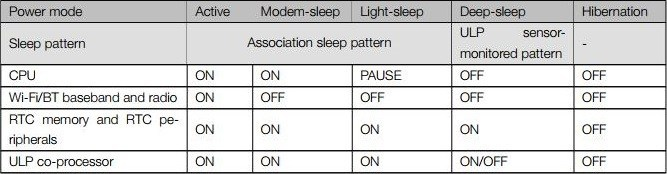 Power mode Active Modem-sleep Light-sleep Deep-sleep Hibernation
Sleep pattern Association sleep pattern ULP sensor-
monitored pattern -
CPU ON ON PAUSE OFF OFF
Wi-Fi/BT baseband and radio ON OFF OFF OFF OFF
RTC memory and RTC pe-
ripherals ON ON ON ON OFF
ULP co-processor ON ON ON ON/OFF OFF